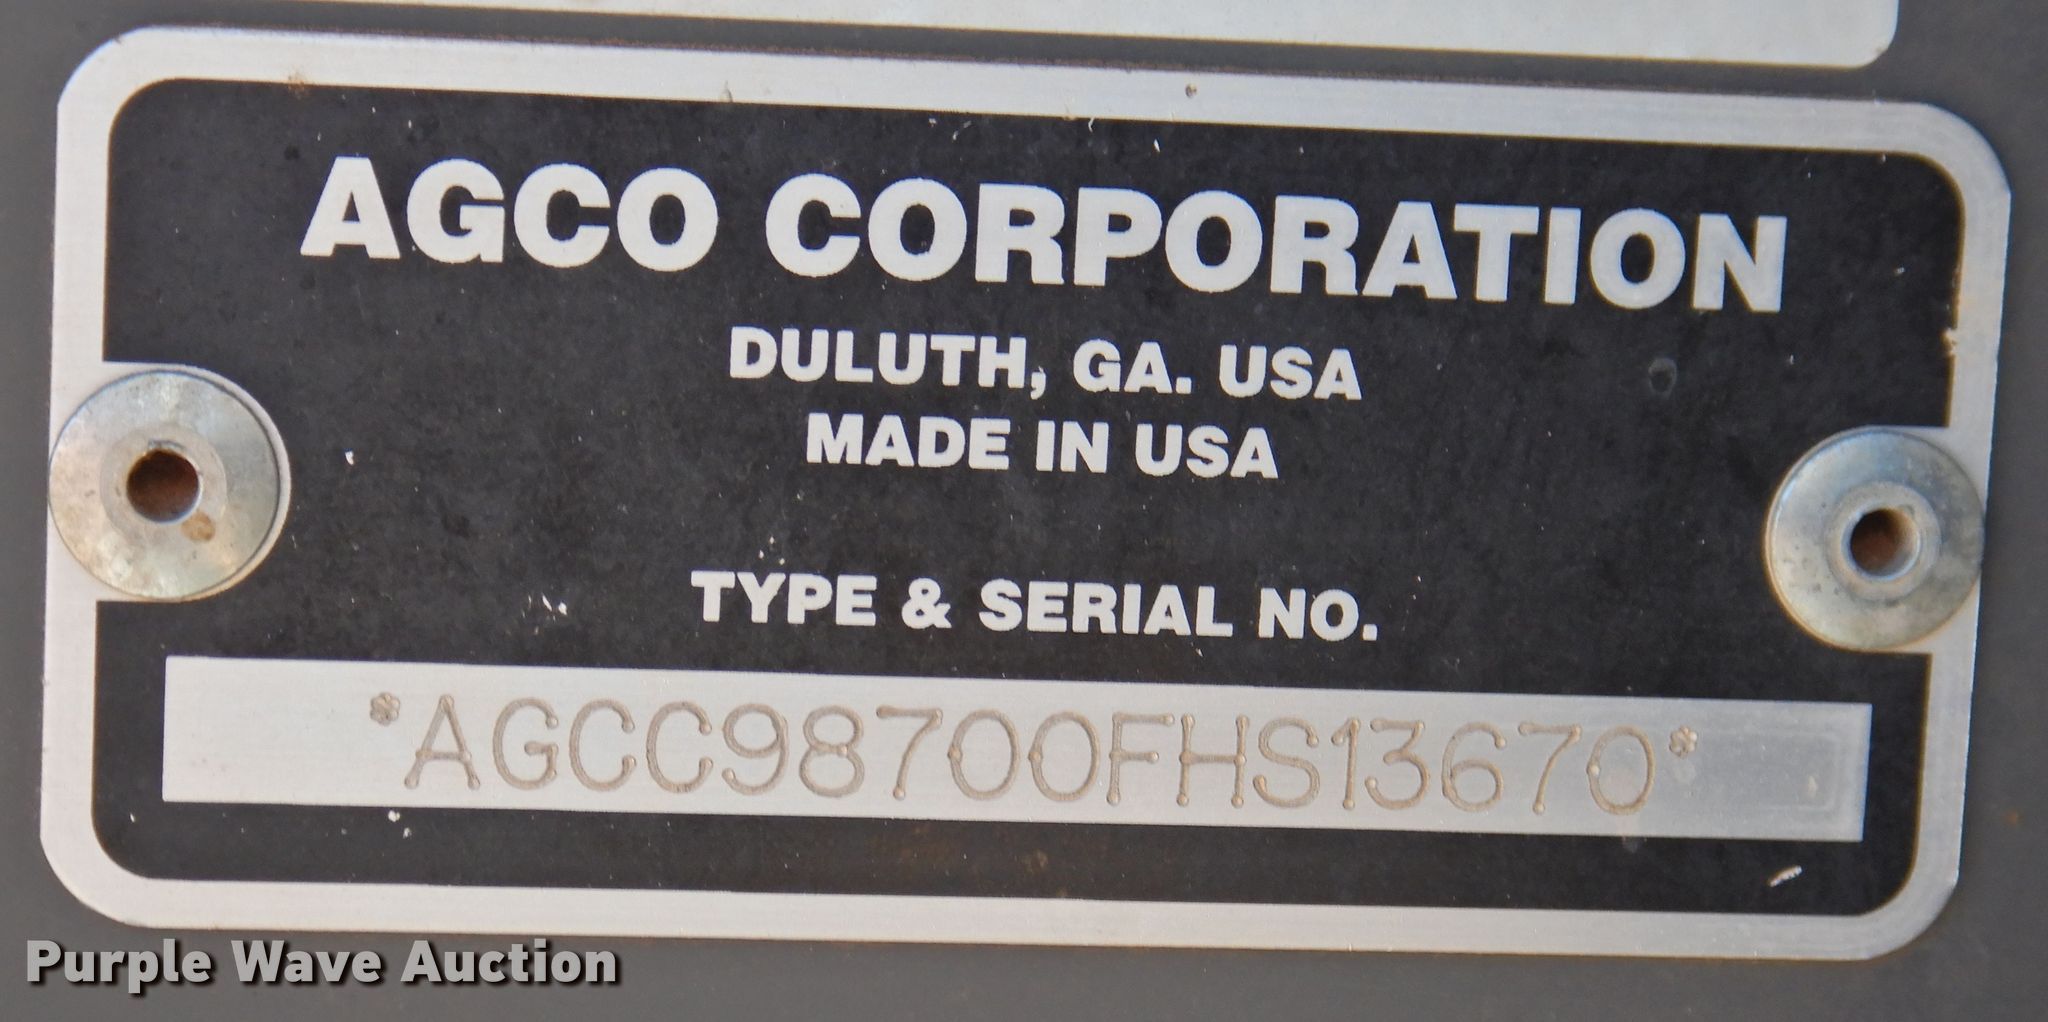 AGCO CORPORATION
DULUTH, GA. USA
MADE IN USA
TYPE & SERIAL NO.
*AGCC98700FHS13670*
Purple Wave Auction